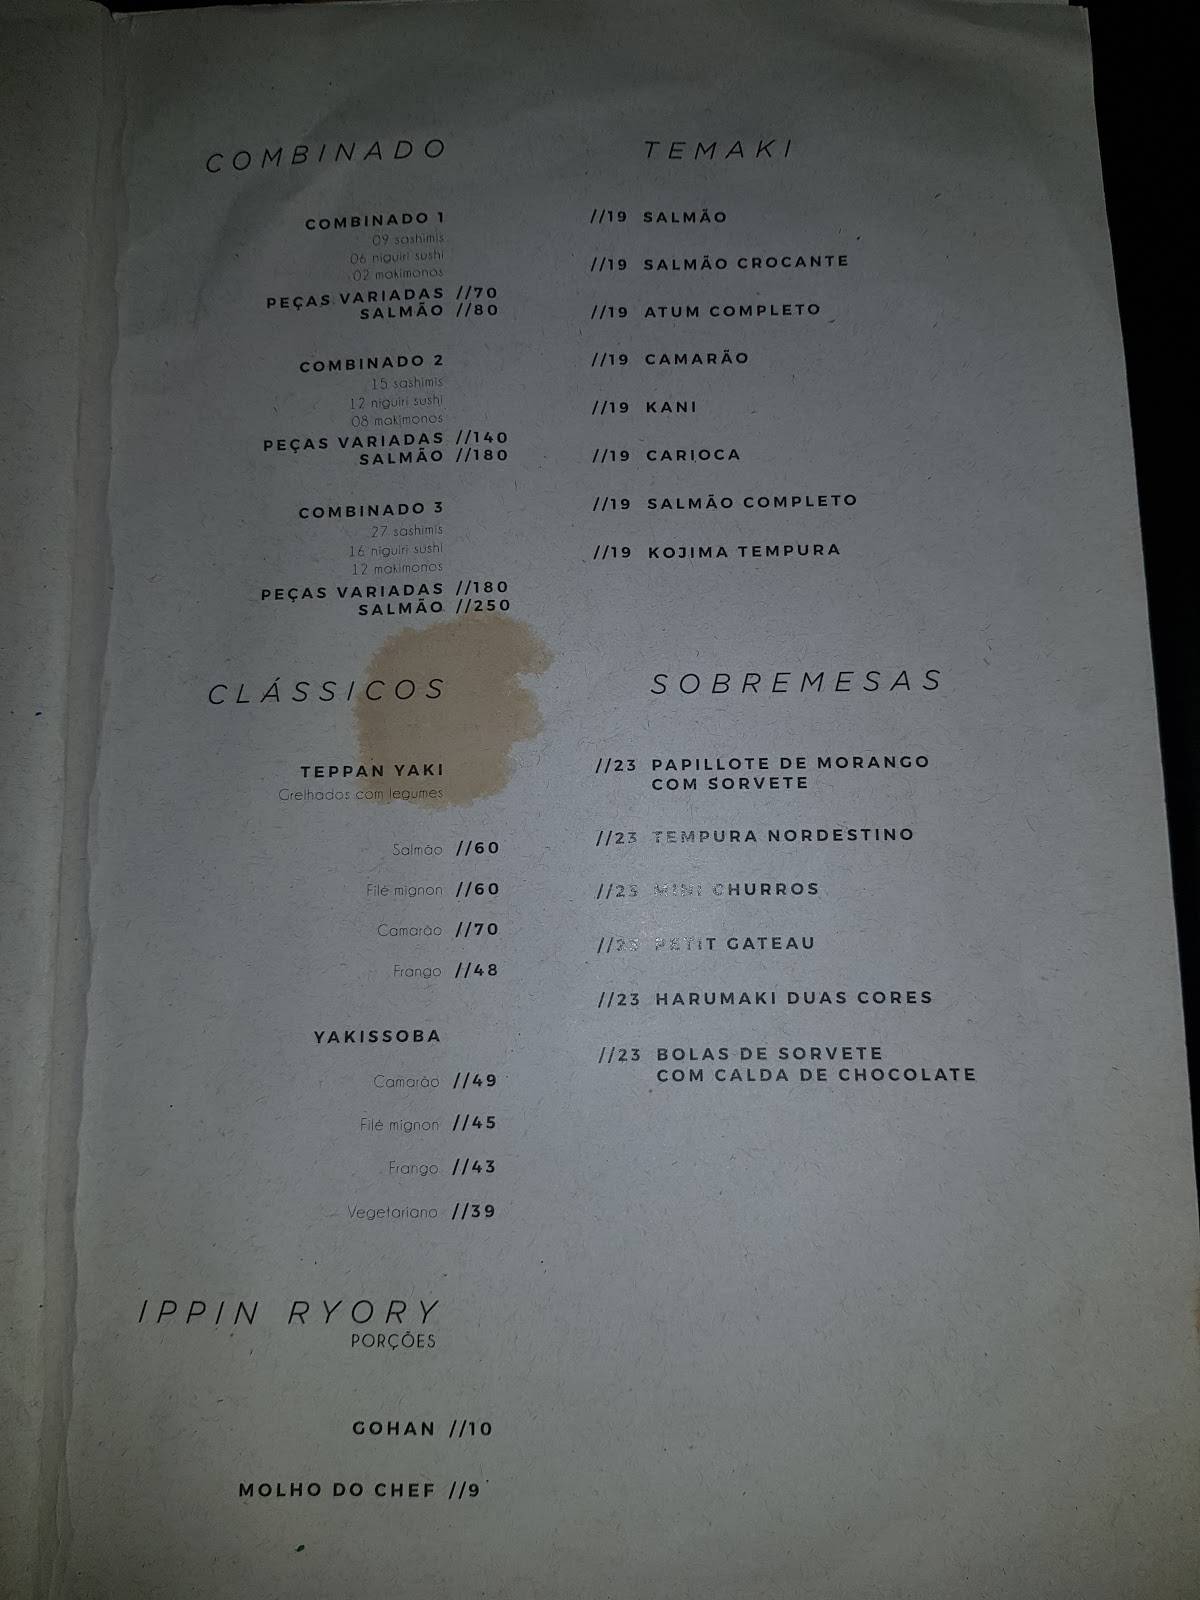 COMBINADO
COMBINADO 1
09 sashimis
06 niguiri sushi
02 makimonos
PEÇAS VARIADAS //70
SALMÃO //80
COMBINADO 2
15 sashimis
12 niguiri sushi
08 makimonos
PEÇAS VARIADAS //140
SALMÃO //180
COMBINADO 3
27 sashimis
16 niguiri sushi
12 makimonos
PEÇAS VARIADAS //180
SALMÃO //250
CLÁSSICOS
TEPPAN YAKI
Grelhados com legumes
Salmão //60
Filé mignon //60
Camarão //70
Frango //48
YAKISSOBA
Camarão //49
Filé mignon //45
Frango //43
Vegetariano //39
IPPIN RYORY
PORÇÕES
GOHAN //10
MOLHO DO CHEF //9
TEMAKI
//19 SALMÃO
//19 SALMÃO CROCANTE
//19 ATUM COMPLETO
//19 CAMARÃO
//19 KANI
//19 CARIOCA
//19 SALMÃO COMPLETO
//19 KOJIMA TEMPURA
SOBREMESAS
//23 PAPILLOTE DE MORANGO
COM SORVETE
//23 TEMPURA NORDESTINO
//23 MINI CHURROS
//23 PETIT GATEAU
//23 HARUMAKI DUAS CORES
//23 BOLAS DE SORVETE
COM CALDA DE CHOCOLATE